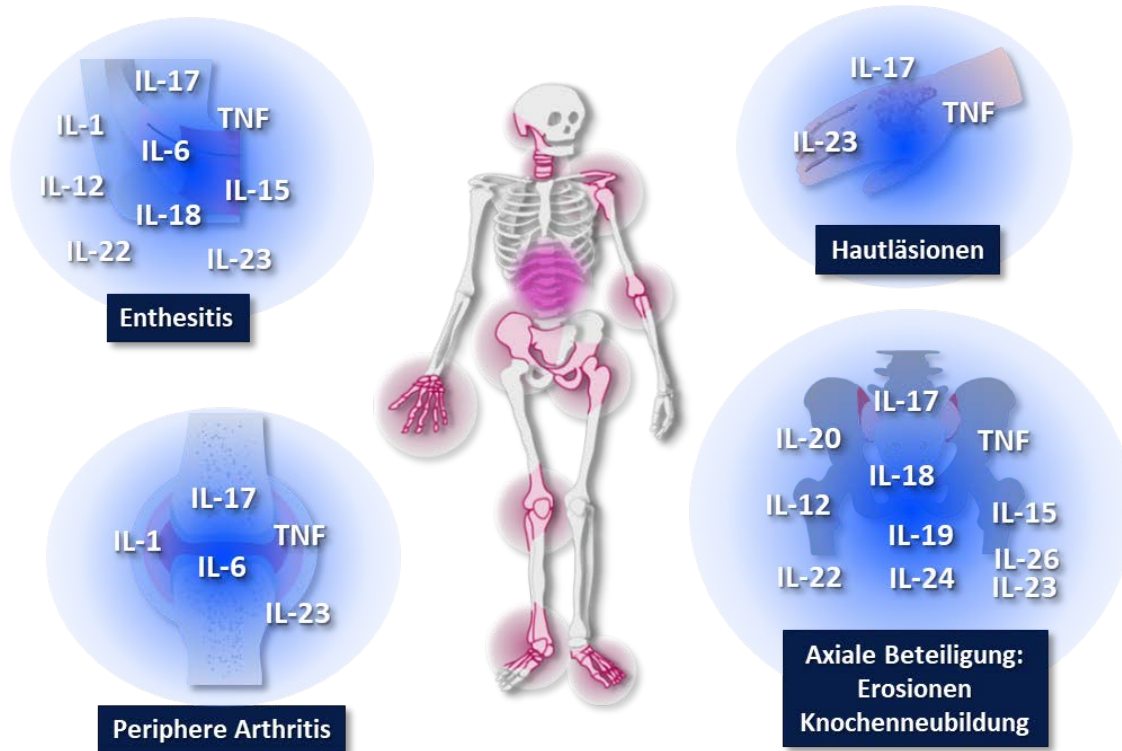 IL-17
IL-1
TNF
IL-6
IL-12
IL-15
IL-18
IL-22
IL-23
Enthesitis
IL-17
TNF
IL-23
Hautläsionen
IL-17
IL-1
TNF
IL-6
IL-23
Periphere Arthritis
IL-17
IL-20
TNF
IL-18
IL-12
IL-15
IL-19
IL-26
IL-22
IL-24
IL-23
Axiale Beteiligung:
Erosionen
Knochenneubildung